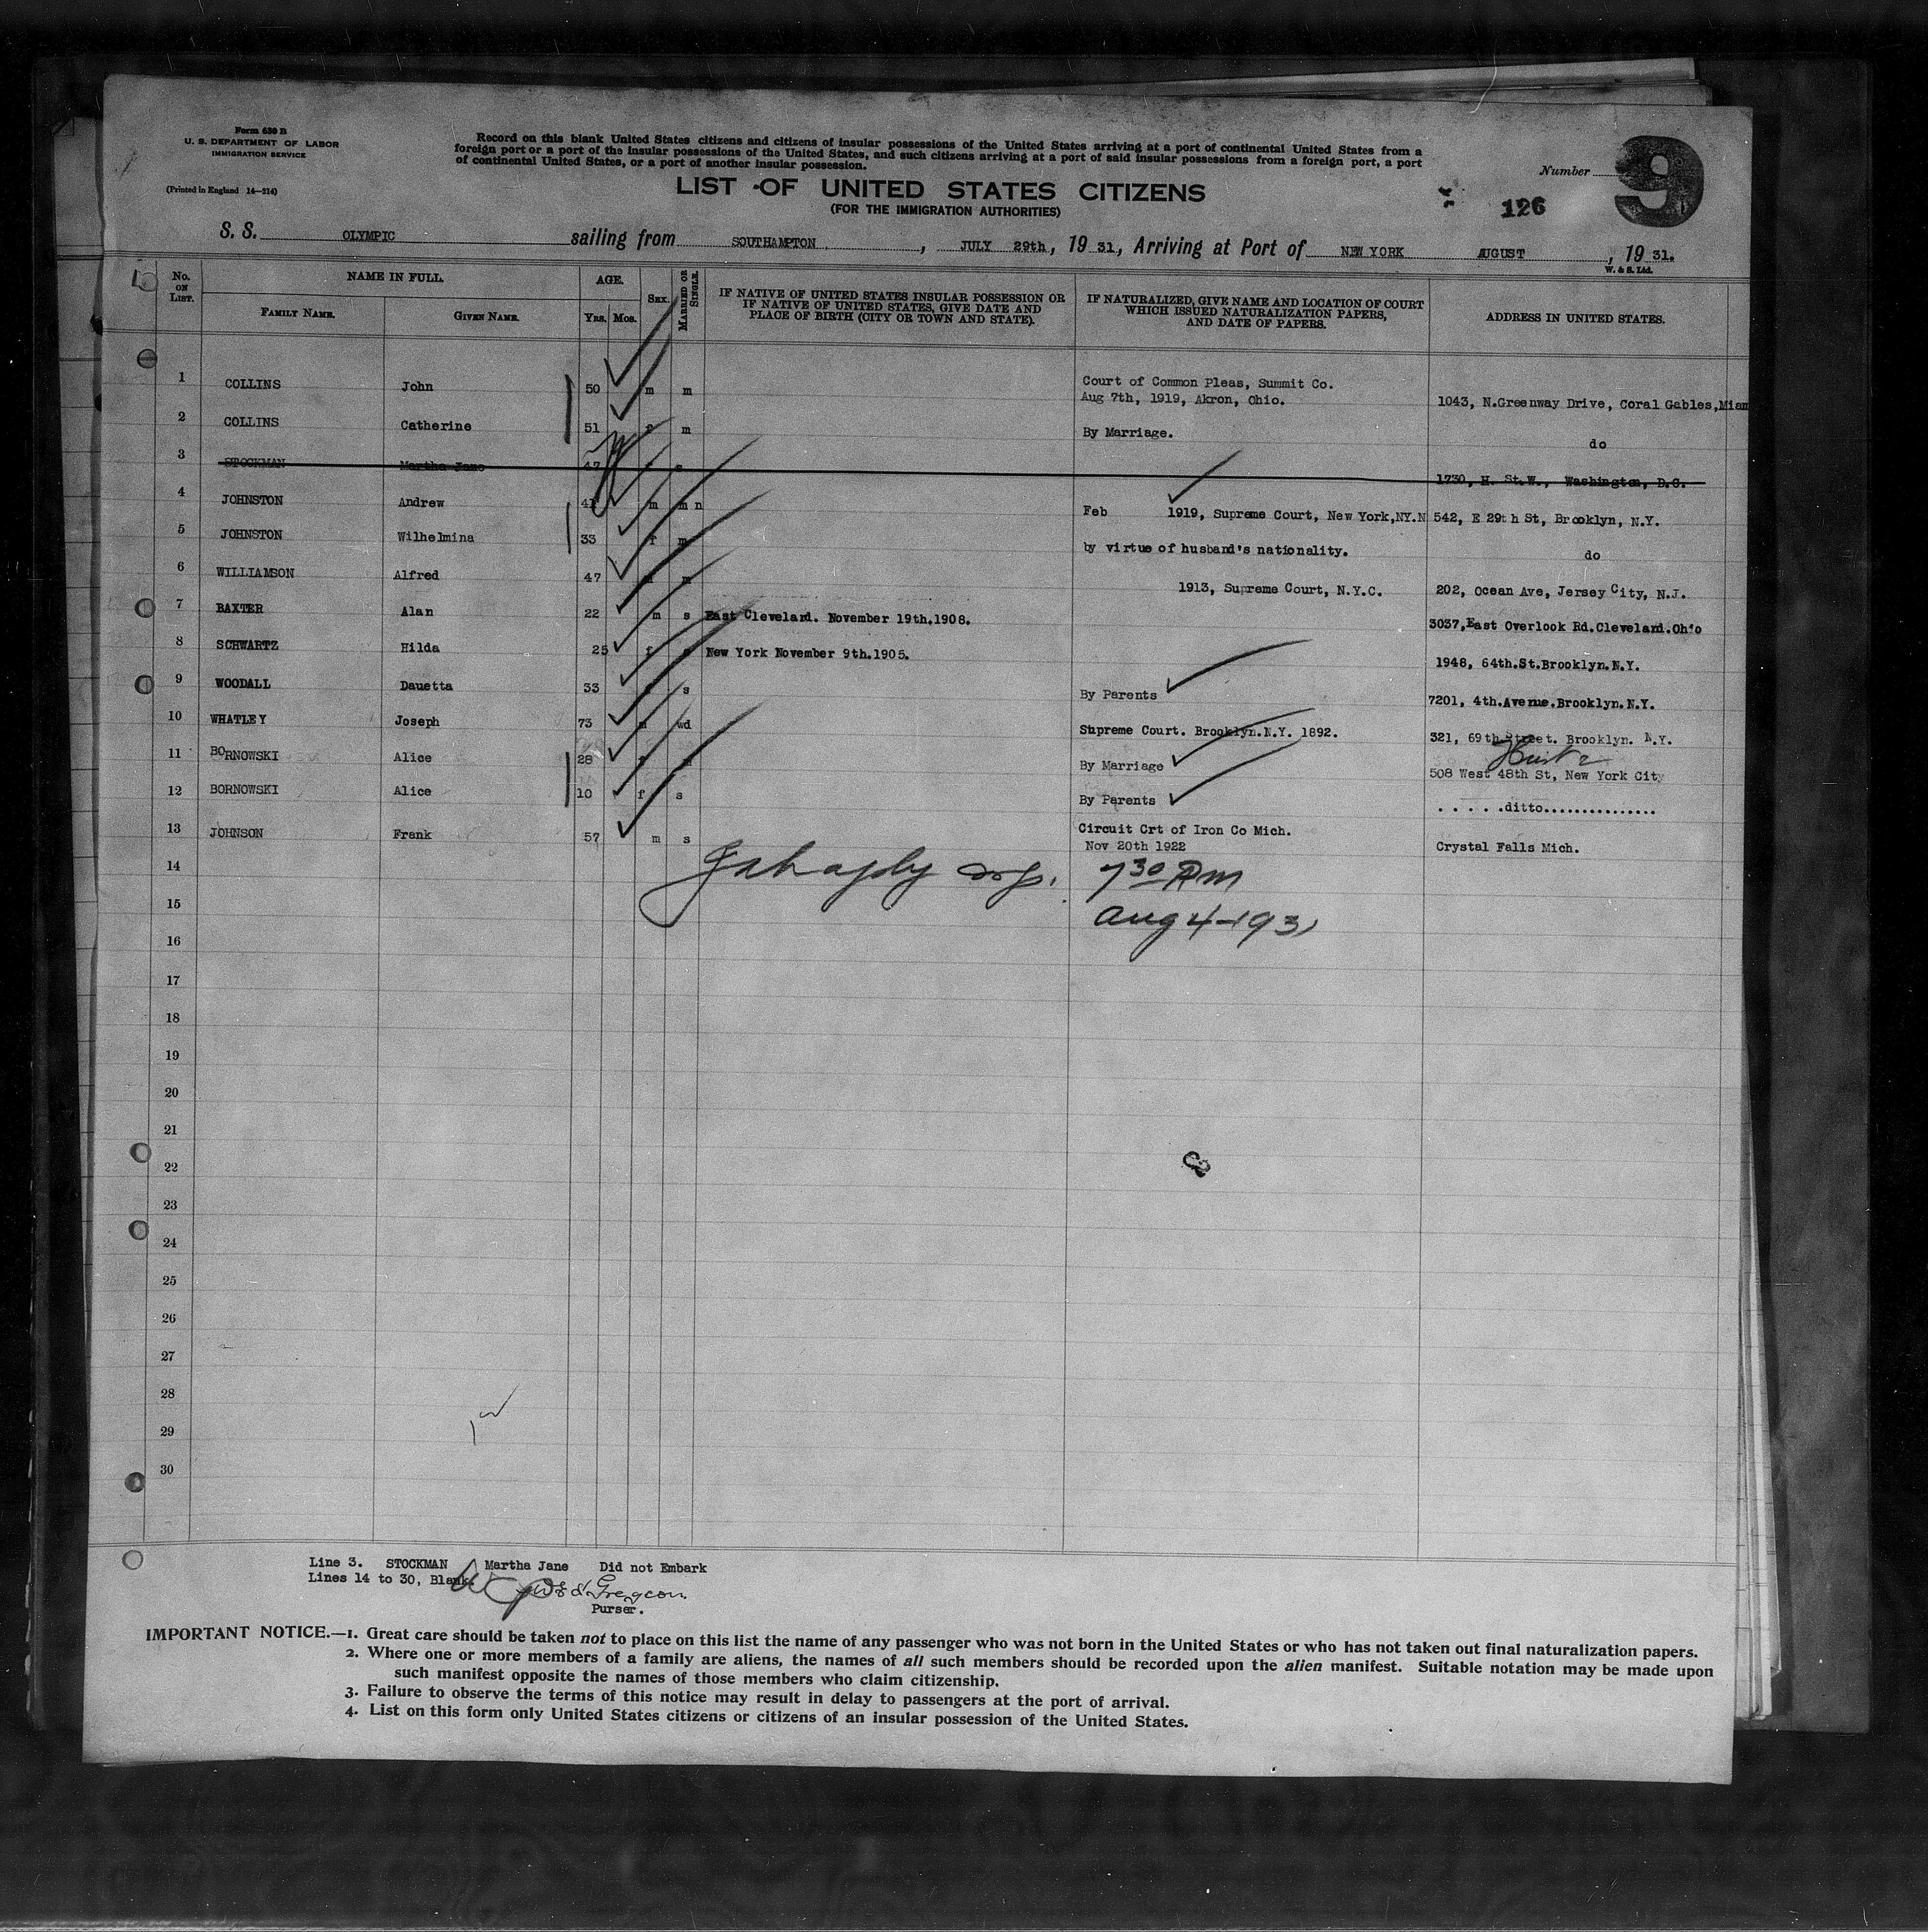 Form 630 B
U. S. DEPARTMENT OF LABOR
IMMIGRATION SERVICE
(Printed in England 14—214)
Record on this blank United States citizens and citizens of insular possessions of the United States arriving at a port of continental United States from a
foreign port or a port of the insular possessions of the United States, and such citizens arriving at a port of said insular possessions from a foreign port, a port
of continental United States, or a port of another insular possession.
LIST OF UNITED STATES CITIZENS
(FOR THE IMMIGRATION AUTHORITIES)
Number 9
126
S. S. OLYMPIC sailing from SOUTHAMPTON, JULY 29th, 19 31, Arriving at Port of NEW YORK AUGUST, 19 31.
W. & S. Ltd.
No. ON LIST. NAME IN FULL. AGE. SEX. MARRIED OR SINGLE. IF NATIVE OF UNITED STATES INSULAR POSSESSION OR IF NATIVE OF UNITED STATES, GIVE DATE AND PLACE OF BIRTH (CITY OR TOWN AND STATE). IF NATURALIZED, GIVE NAME AND LOCATION OF COURT WHICH ISSUED NATURALIZATION PAPERS, AND DATE OF PAPERS. ADDRESS IN UNITED STATES.
FAMILY NAME. GIVEN NAME. YRS. MOS.
1 COLLINS John 50 m m Court of Common Pleas, Summit Co.
Aug 7th, 1919, Akron, Ohio. 1043, N.Greenway Drive, Coral Gables,Miam
2 COLLINS Catherine 51 f m By Marriage. do
3 STOCKMAN Martha Jane 47 f s 1730, H. St.W., Washington, D.C.
4 JOHNSTON Andrew 41 m m n Feb 1919, Supreme Court, New York,NY.N 542, E 29th St, Brooklyn, N.Y.
5 JOHNSTON Wilhelmina 33 f m by virtue of husband's nationality. do
6 WILLIAMSON Alfred 47 m m 1913, Supreme Court, N.Y.C. 202, Ocean Ave, Jersey City, N.J.
7 BAXTER Alan 22 m s East Cleveland. November 19th.1908. 3037,East Overlook Rd.Cleveland.Ohio
8 SCHWARTZ Hilda 25 f s New York November 9th.1905. 1948, 64th.St.Brooklyn.N.Y.
9 WOODALL Dauetta 33 f s By Parents 7201, 4th.Avenue.Brooklyn.N.Y.
10 WHATLEY Joseph 73 m wd Supreme Court. Brooklyn.N.Y. 1892. 321, 69th Street. Brooklyn. N.Y.
11 BORNOWSKI Alice 28 f m By Marriage 508 West 48th St, New York City
12 BORNOWSKI Alice 10 f s By Parents . . . . .ditto...............
13 JOHNSON Frank 57 m s Circuit Crt of Iron Co Mich.
Nov 20th 1922 Crystal Falls Mich.
14 7 30 PM
15 Aug 4-1931
16
17
18
19
20
21
22
23
24
25
26
27
28
29
30
Line 3. STOCKMAN Martha Jane Did not Embark
Lines 14 to 30, Blank.
Purser.
IMPORTANT NOTICE.—1. Great care should be taken not to place on this list the name of any passenger who was not born in the United States or who has not taken out final naturalization papers.
2. Where one or more members of a family are aliens, the names of all such members should be recorded upon the alien manifest. Suitable notation may be made upon
such manifest opposite the names of those members who claim citizenship.
3. Failure to observe the terms of this notice may result in delay to passengers at the port of arrival.
4. List on this form only United States citizens or citizens of an insular possession of the United States.